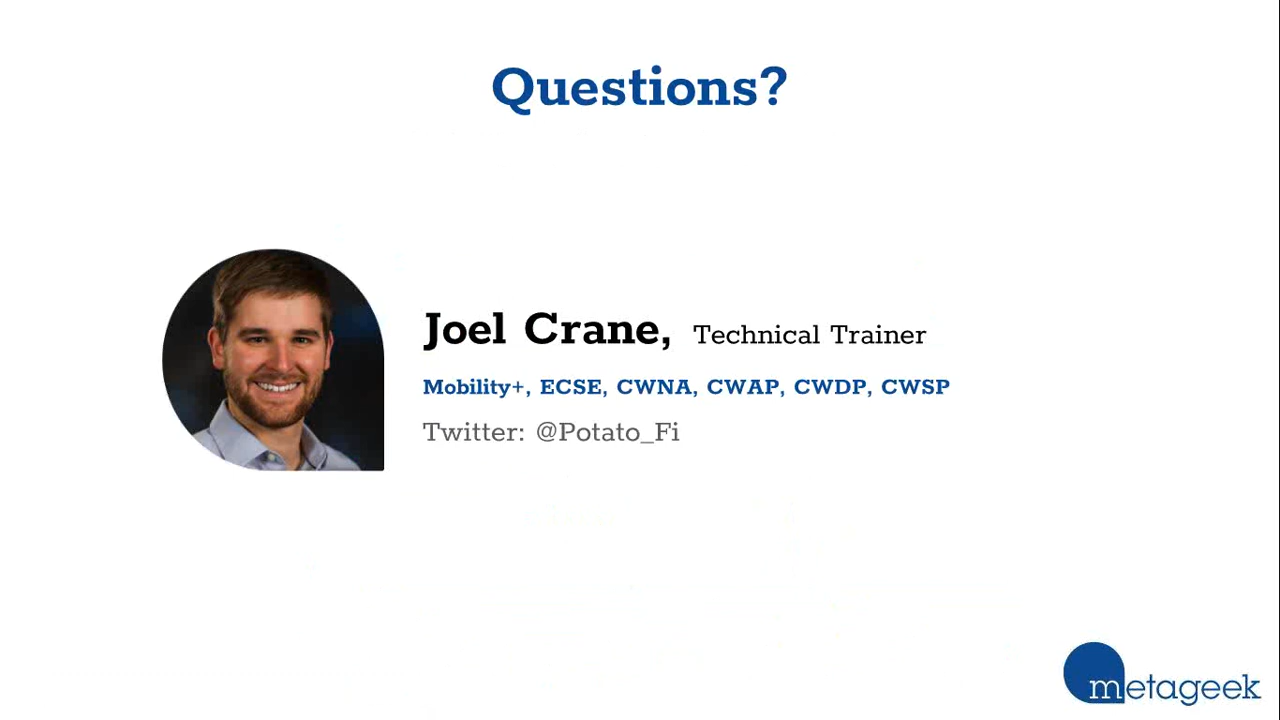 Questions?
Joel Crane, Technical Trainer
Mobility+, ECSE, CWNA, CWAP, CWDP, CWSP
Twitter: @Potato_Fi
metageek